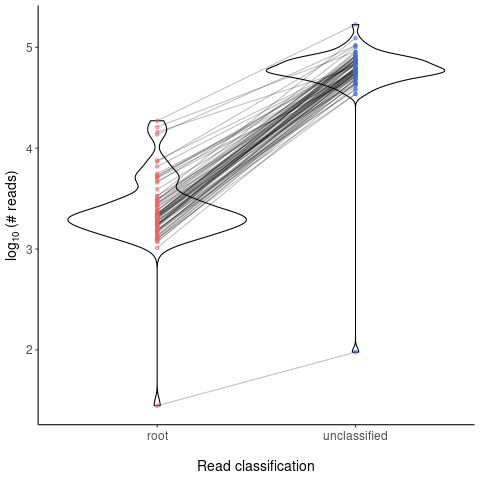 log₁₀ (# reads)
5
4
3
2
root unclassified
Read classification